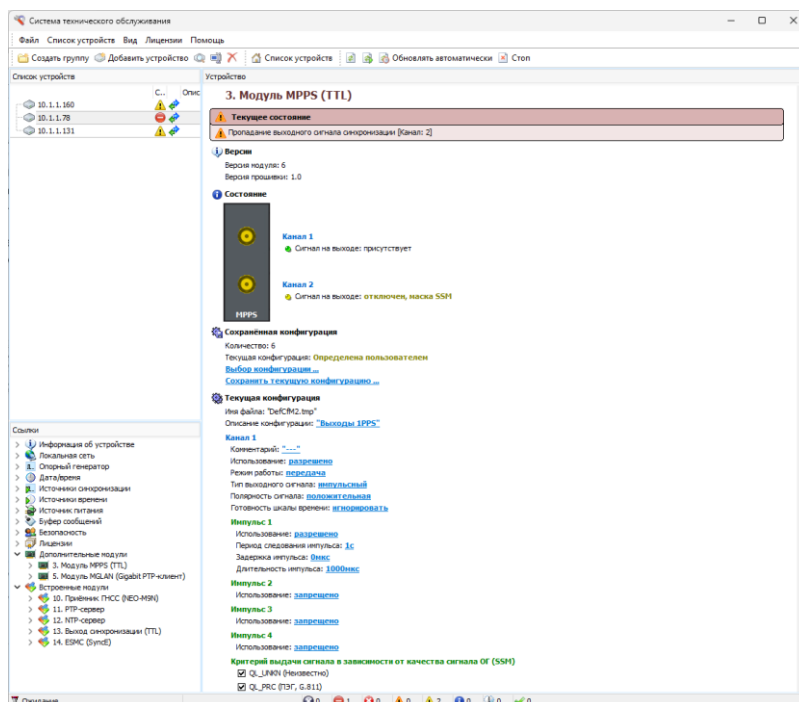 Система технического обслуживания
Файл Список устройств Вид Лицензии Помощь
Создать группу Добавить устройство Список устройств Обновлять автоматически Стоп
Список устройств
С... Опис
10.1.1.160
10.1.1.78
10.1.1.131
Ссылки
Информация об устройстве
Локальная сеть
Опорный генератор
Дата/время
Источники синхронизации
Источники времени
Источник питания
Буфер сообщений
Безопасность
Лицензии
Дополнительные модули
3. Модуль MPPS (TTL)
5. Модуль MGLAN (Gigabit PTP-клиент)
Встроенные модули
10. Приёмник ГНСС (NEO-M9N)
11. PTP-сервер
12. NTP-сервер
13. Выход синхронизации (TTL)
14. ESMC (SyncE)
Устройство
3. Модуль MPPS (TTL)
Текущее состояние
Пропадание выходного сигнала синхронизации [Канал: 2]
Версии
Версия модуля: 6
Версия прошивки: 1.0
Состояние
Канал 1
Сигнал на выходе: присутствует
Канал 2
Сигнал на выходе: отключен, маска SSM
MPPS
Сохранённая конфигурация
Количество: 6
Текущая конфигурация: Определена пользователем
Выбор конфигурации ...
Сохранить текущую конфигурацию ...
Текущая конфигурация
Имя файла: "DefCfM2.tmp"
Описание конфигурации: "Выходы 1PPS"
Канал 1
Комментарий: "---"
Использование: разрешено
Режим работы: передача
Тип выходного сигнала: импульсный
Полярность сигнала: положительная
Готовность шкалы времени: игнорировать
Импульс 1
Использование: разрешено
Период следования импульса: 1с
Задержка импульса: 0мкс
Длительность импульса: 1000мкс
Импульс 2
Использование: запрещено
Импульс 3
Использование: запрещено
Импульс 4
Использование: запрещено
Критерий выдачи сигнала в зависимости от качества сигнала ОГ (SSM)
QL_UNKN (Неизвестно)
QL_PRC (ПЭГ, G.811)
Ожидание
0 1 0 0 2 0 0 0